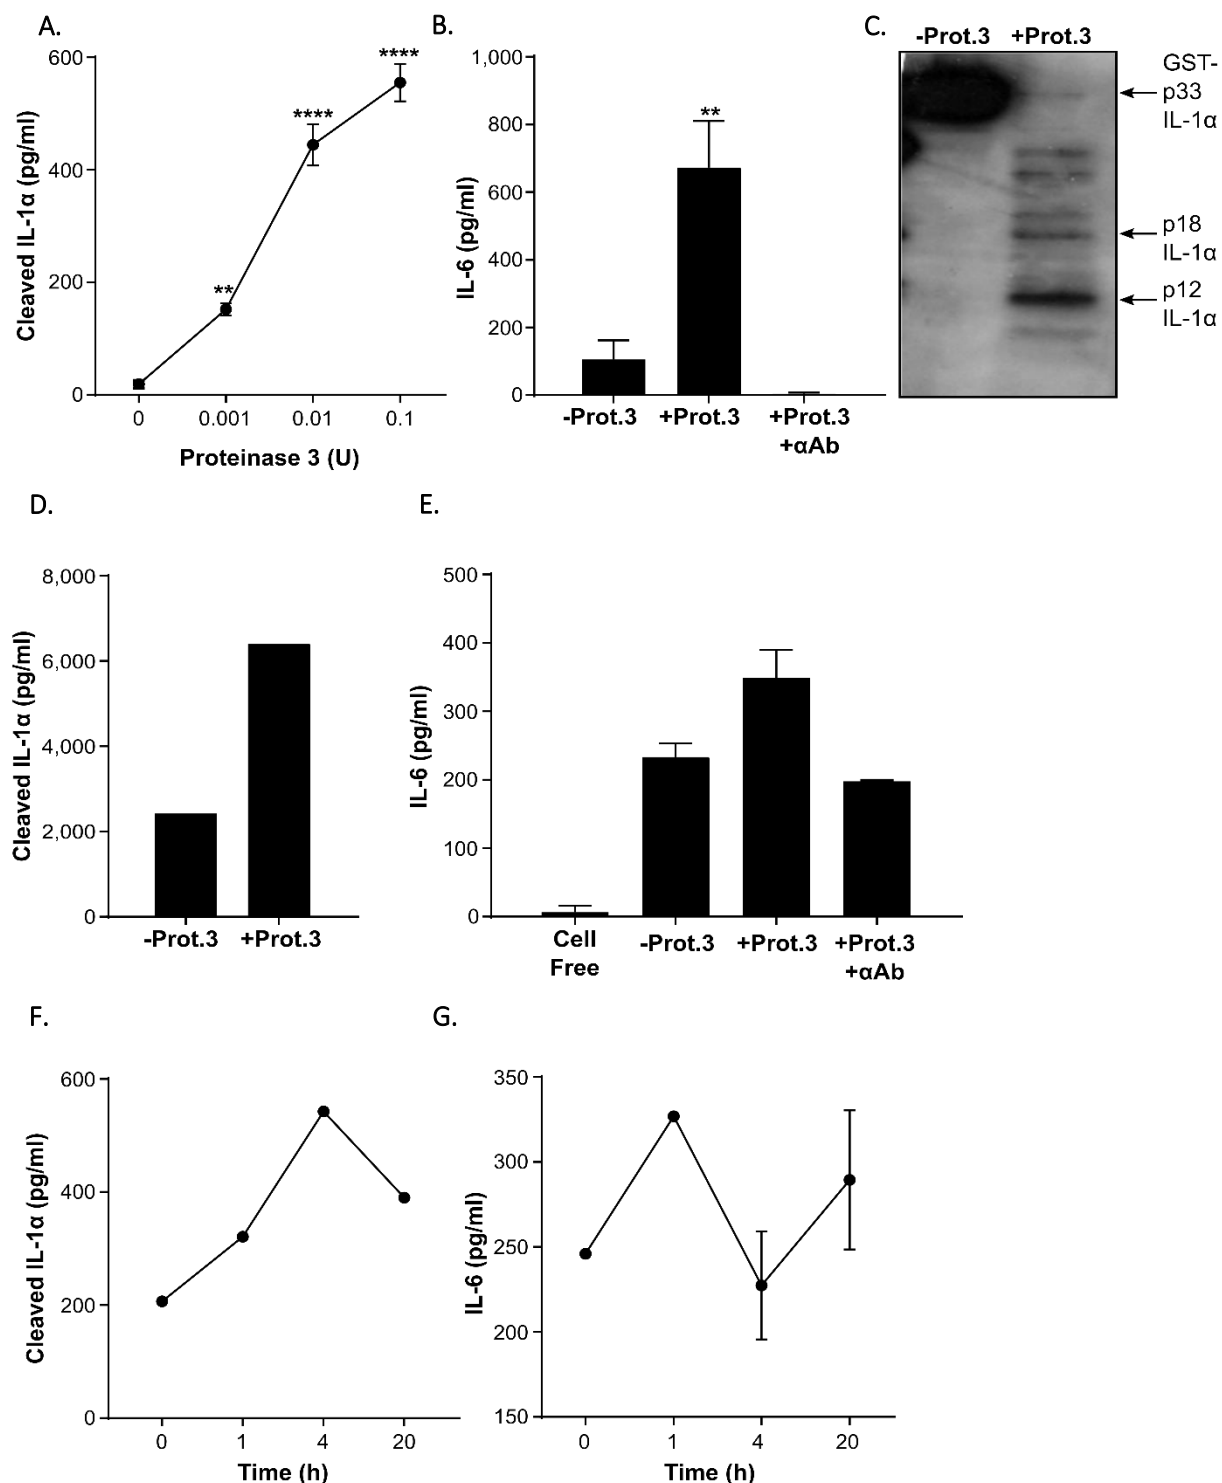 A.
Cleaved IL-1α (pg/ml)
600
400
200
0
**
****
****
0
0.001
0.01
0.1
Proteinase 3 (U)
B.
IL-6 (pg/ml)
1,000
800
600
400
200
0
**
-Prot.3
+Prot.3
+Prot.3
+αAb
C.
-Prot.3 +Prot.3
GST-
p33
IL-1α
p18
IL-1α
p12
IL-1α
D.
Cleaved IL-1α (pg/ml)
8,000
6,000
4,000
2,000
0
-Prot.3
+Prot.3
E.
IL-6 (pg/ml)
500
400
300
200
100
0
Cell
Free
-Prot.3
+Prot.3
+Prot.3
+αAb
F.
Cleaved IL-1α (pg/ml)
600
400
200
0
0
1
4
20
Time (h)
G.
IL-6 (pg/ml)
350
300
250
200
150
0
1
4
20
Time (h)